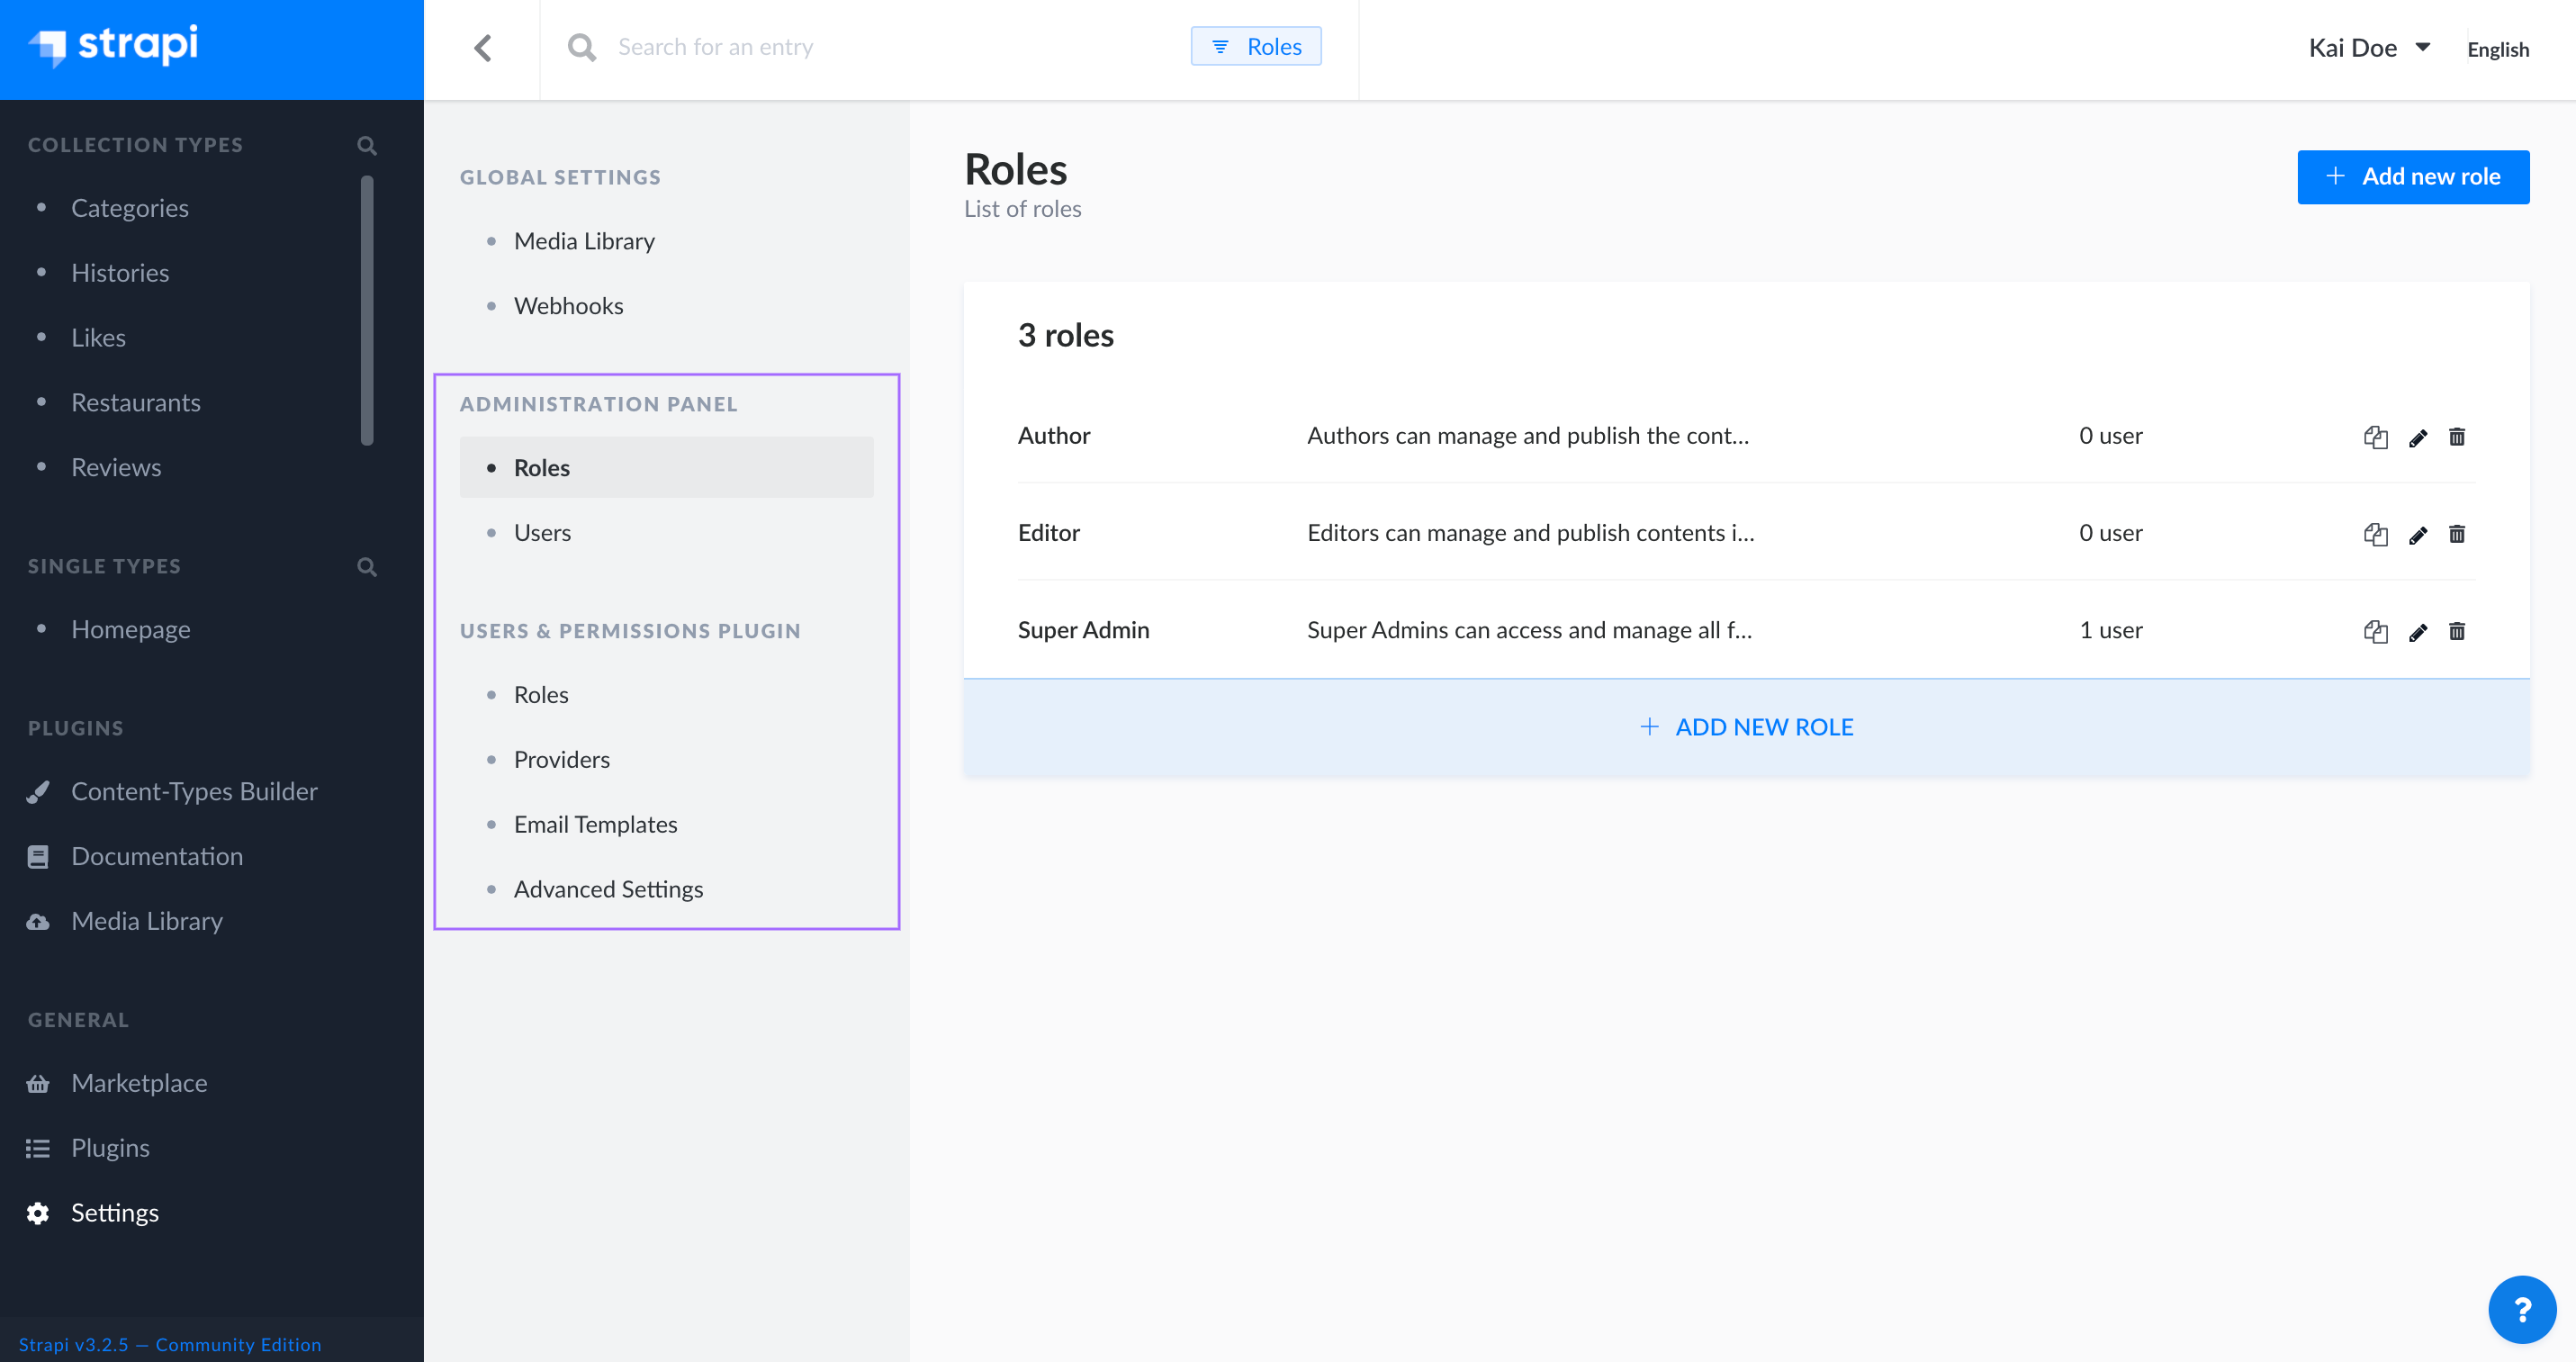 strapi
Search for an entry
Roles
Kai Doe
English
COLLECTION TYPES
Categories
Histories
Likes
Restaurants
Reviews
SINGLE TYPES
Homepage
PLUGINS
Content-Types Builder
Documentation
Media Library
GENERAL
Marketplace
Plugins
Settings
Strapi v3.2.5 — Community Edition
GLOBAL SETTINGS
Media Library
Webhooks
ADMINISTRATION PANEL
Roles
Users
USERS & PERMISSIONS PLUGIN
Roles
Providers
Email Templates
Advanced Settings
Roles
List of roles
Add new role
3 roles
Author Authors can manage and publish the cont... 0 user
Editor Editors can manage and publish contents i... 0 user
Super Admin Super Admins can access and manage all f... 1 user
ADD NEW ROLE
?